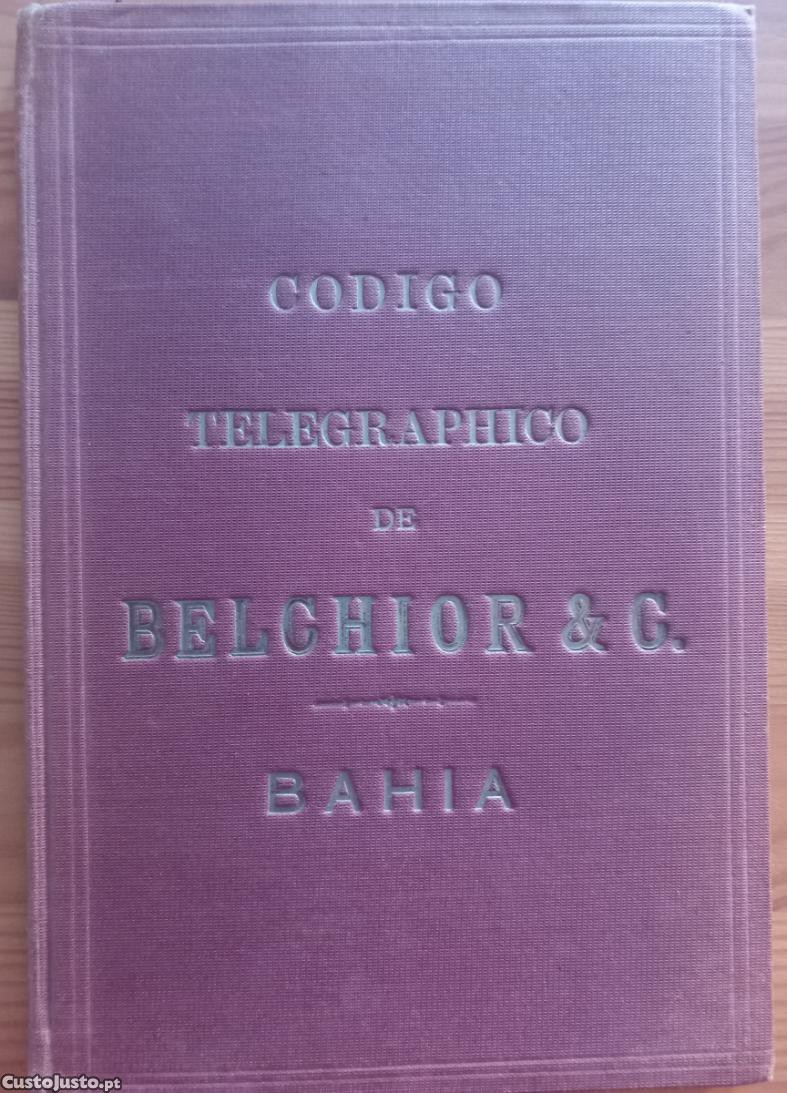 CODIGO
TELEGRAPHICO
DE
BELCHIOR & C.
BAHIA
CustoJusto.pt